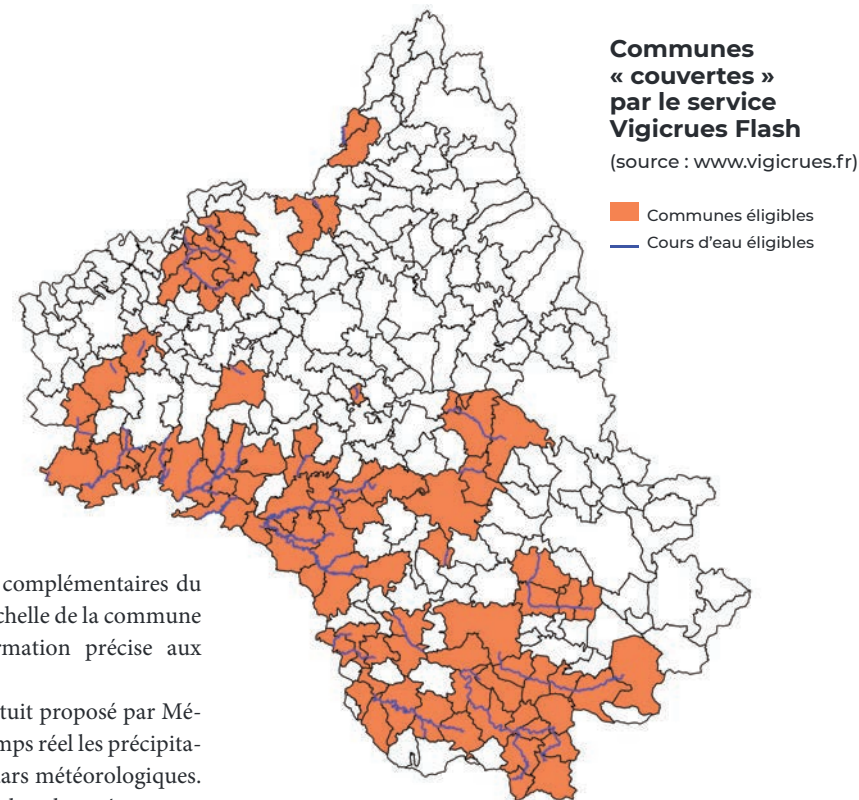 Communes
« couvertes »
par le service
Vigicrues Flash
(source : www.vigicrues.fr)
Communes éligibles
Cours d'eau éligibles
complémentaires du
chelle de la commune
rmation précise aux
tuit proposé par Mé-
mps réel les précipita-
ars météorologiques.